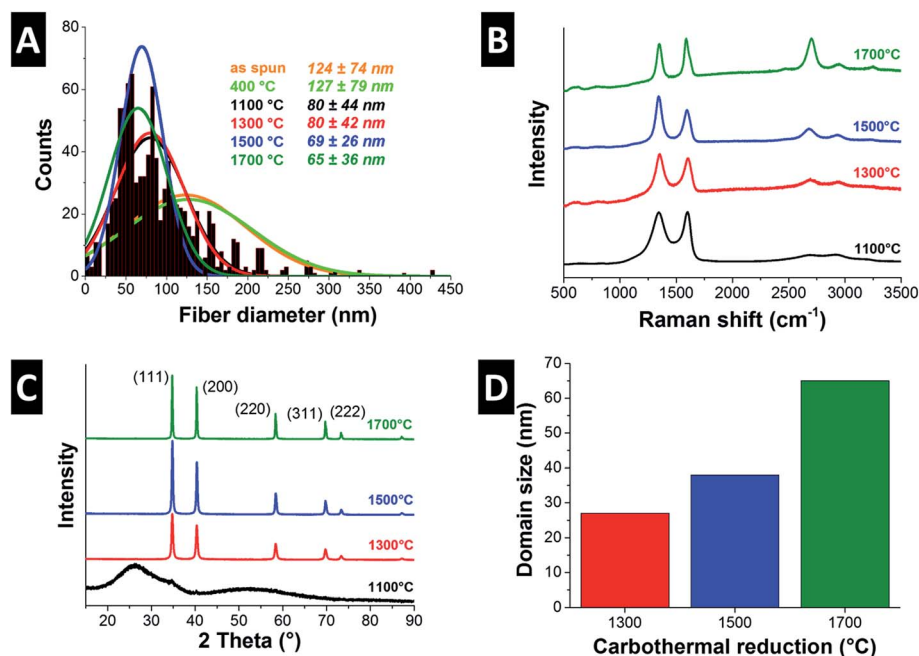 A
80
60
40
20
0
Counts
0 50 100 150 200 250 300 350 400 450
Fiber diameter (nm)
as spun 124 ± 74 nm
400 °C 127 ± 79 nm
1100 °C 80 ± 44 nm
1300 °C 80 ± 42 nm
1500 °C 69 ± 26 nm
1700 °C 65 ± 36 nm
B
Intensity
1700°C
1500°C
1300°C
1100°C
500 1000 1500 2000 2500 3000 3500
Raman shift (cm⁻¹)
C
Intensity
(111) (200) (220) (311) (222)
1700°C
1500°C
1300°C
1100°C
20 30 40 50 60 70 80 90
2 Theta (°)
D
Domain size (nm)
70
60
50
40
30
20
10
0
1300 1500 1700
Carbothermal reduction (°C)